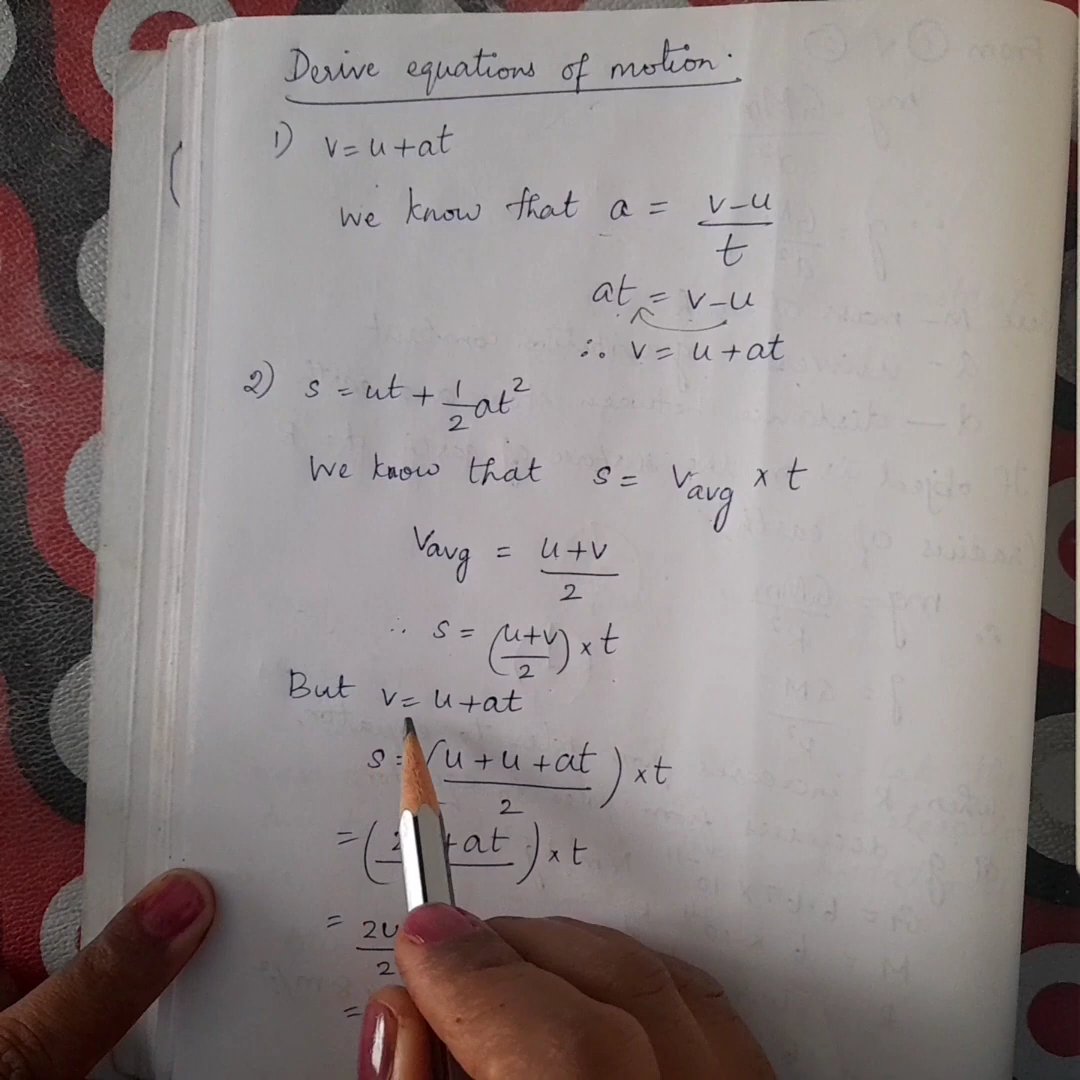 Derive equations of motion.
1) v = u + at
We know that a = v-u / t
at = v-u
∴ v = u + at
2) s = ut + 1/2 at²
We know that s = Vavg × t
Vavg = u+v / 2
∴ s = (u+v / 2) × t
But v = u + at
s = (u + u + at / 2) × t
= ( + at ) × t
= 2u / 2
=